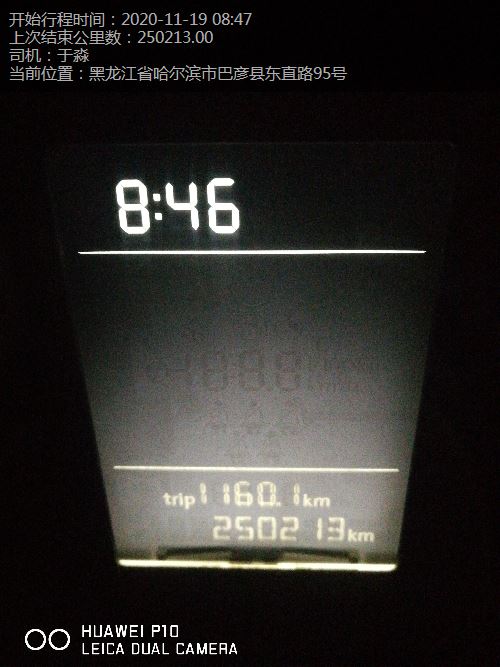 开始行程时间：2020-11-19 08:47
上次结束公里数：250213.00
司机：于淼
当前位置：黑龙江省哈尔滨市巴彦县东直路95号
8:46
trip 1160.1 km
250213 km
HUAWEI P10
LEICA DUAL CAMERA